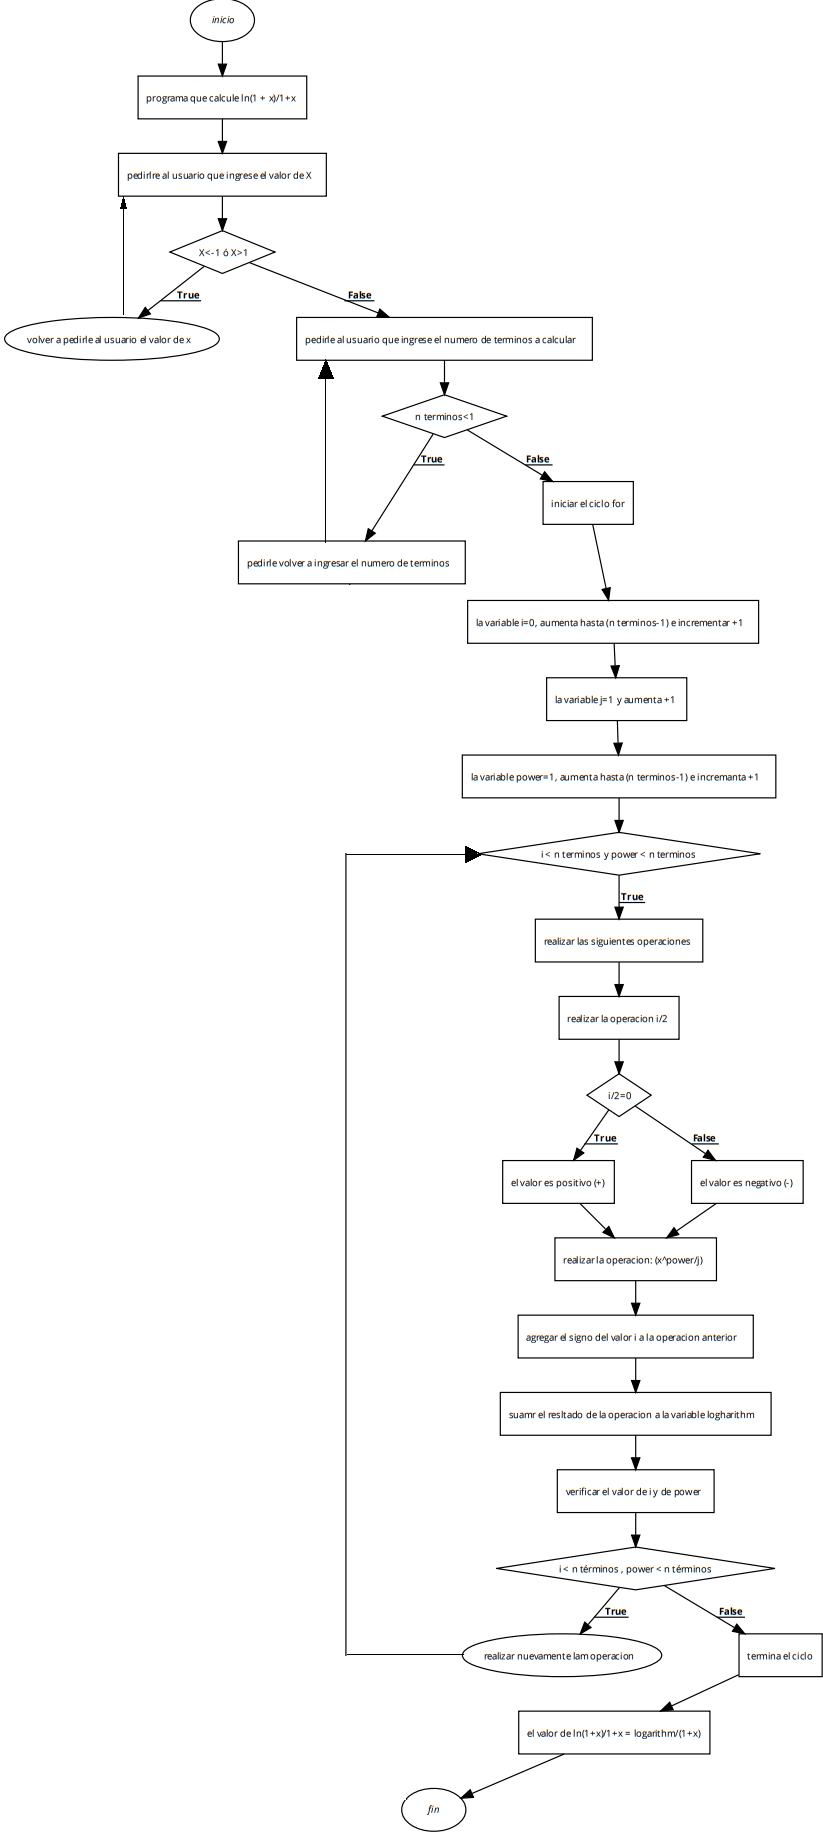 inicio
programa que calcule ln(1 + x)/1+x
pedirlre al usuario que ingrese el valor de X
X<-1 ó X>1
True
False
volver a pedirle al usuario el valor de x
pedirle al usuario que ingrese el numero de terminos a calcular
n terminos<1
True
False
iniciar el ciclo for
pedirle volver a ingresar el numero de terminos
la variable i=0, aumenta hasta (n terminos-1) e incrementar +1
la variable j=1 y aumenta +1
la variable power=1, aumenta hasta (n terminos-1) e incremanta +1
i < n terminos y power < n terminos
True
realizar las siguientes operaciones
realizar la operacion i/2
i/2=0
True
False
el valor es positivo (+)
el valor es negativo (-)
realizar la operacion: (x^power/j)
agregar el signo del valor i a la operacion anterior
suamr el resltado de la operacion a la variable logharithm
verificar el valor de i y de power
i < n términos , power < n términos
True
False
realizar nuevamente lam operacion
termina el ciclo
el valor de ln(1+x)/1+x = logarithm/(1+x)
fin